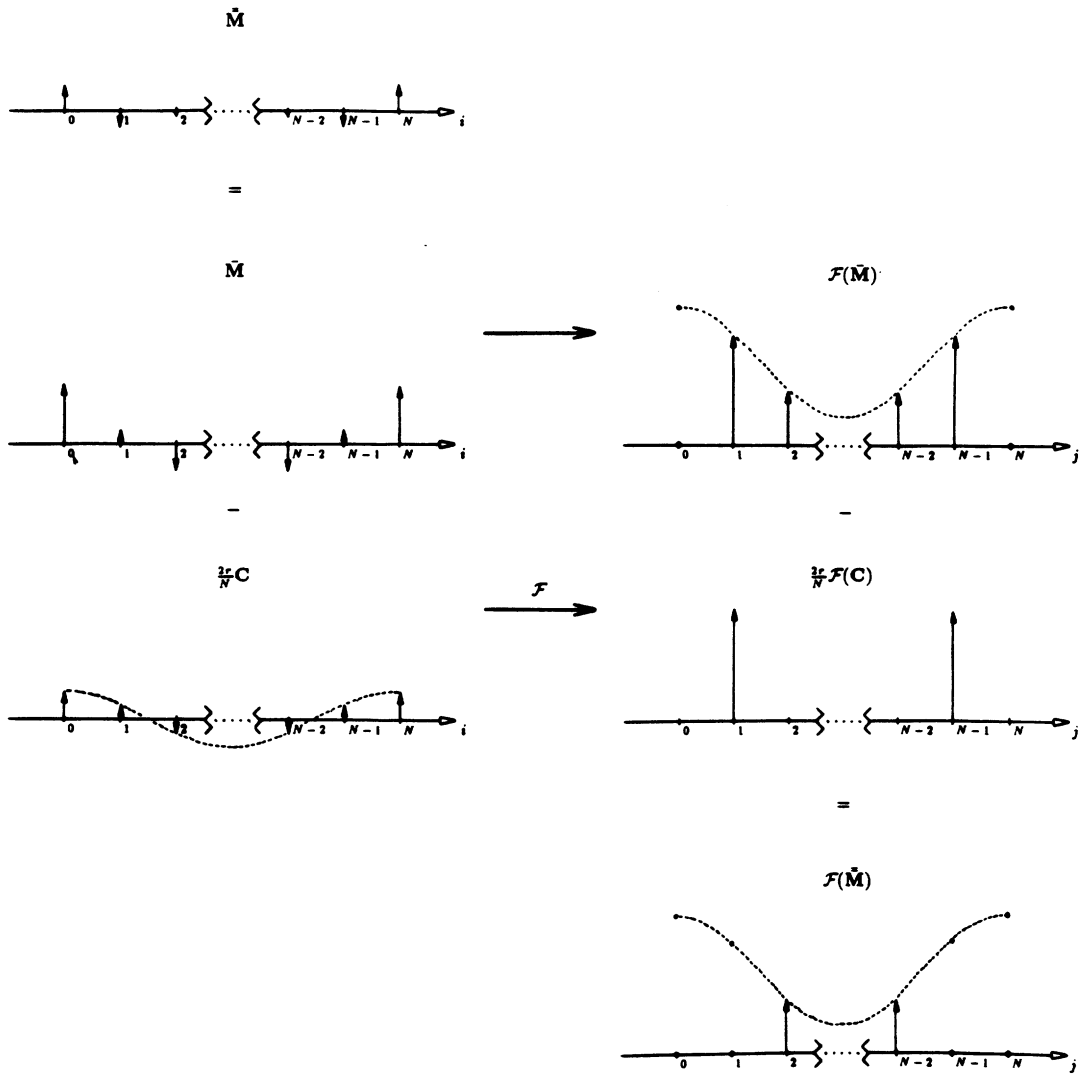 M̿
0 1 2 ..... N − 2 N − 1 N i
=
M̄
0 1 2 ..... N − 2 N − 1 N i
−
2r/N C
0 1 2 ..... N − 2 N − 1 N i
𝓕
𝓕(M̄)
0 1 2 ..... N − 2 N − 1 N j
−
2r/N 𝓕(C)
0 1 2 ..... N − 2 N − 1 N j
=
𝓕(M̿)
0 1 2 ..... N − 2 N − 1 N j